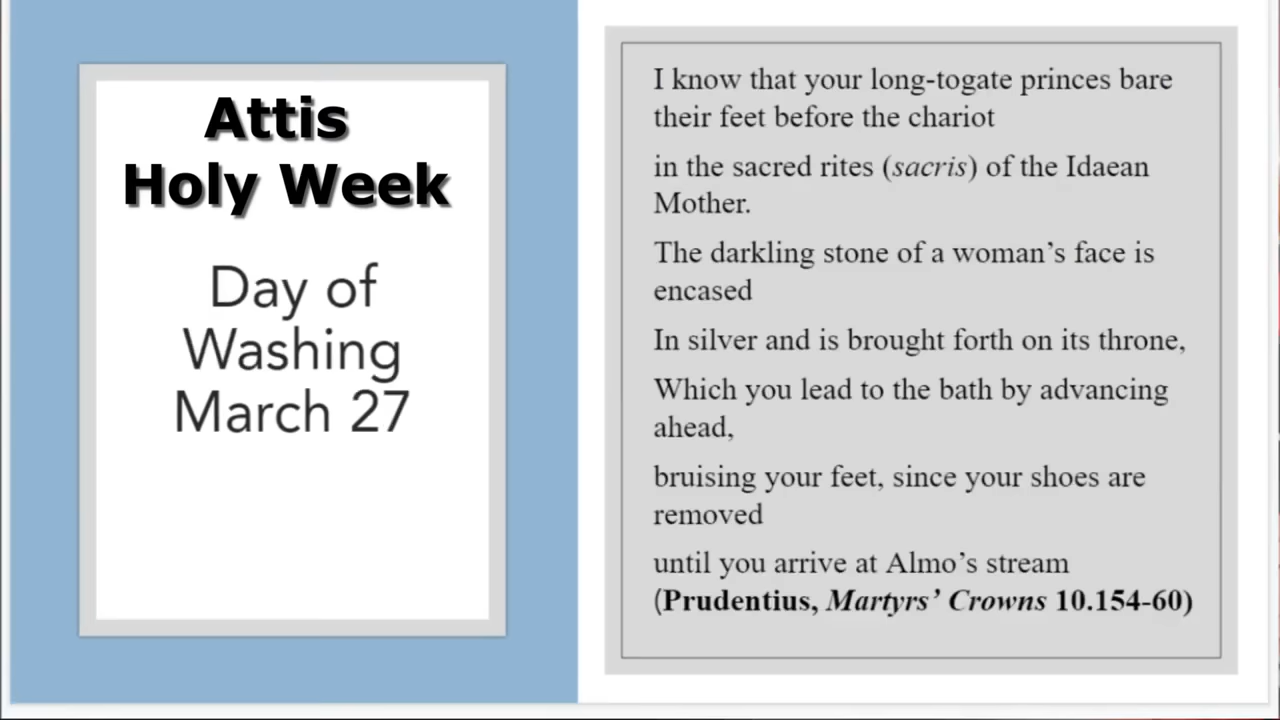 Attis
Holy Week
Day of
Washing
March 27
I know that your long-togate princes bare
their feet before the chariot
in the sacred rites (sacris) of the Idaean
Mother.
The darkling stone of a woman’s face is
encased
In silver and is brought forth on its throne,
Which you lead to the bath by advancing
ahead,
bruising your feet, since your shoes are
removed
until you arrive at Almo’s stream
(Prudentius, Martyrs’ Crowns 10.154-60)